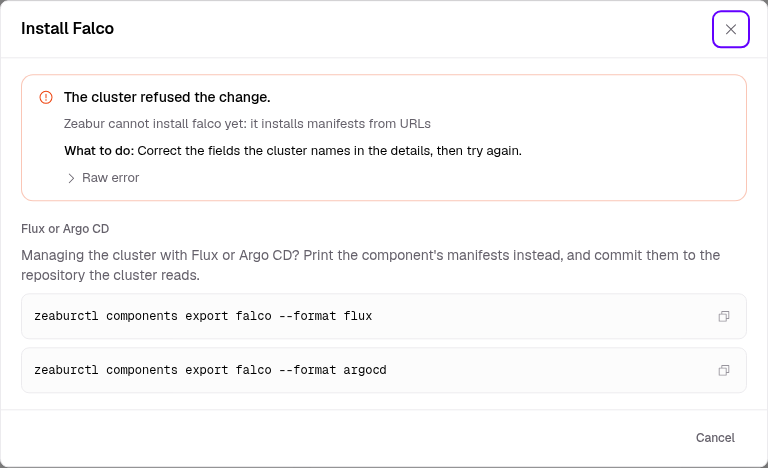 Install Falco
The cluster refused the change.
Zeabur cannot install falco yet: it installs manifests from URLs
What to do: Correct the fields the cluster names in the details, then try again.
Raw error
Flux or Argo CD
Managing the cluster with Flux or Argo CD? Print the component's manifests instead, and commit them to the
repository the cluster reads.
zeaburctl components export falco --format flux
zeaburctl components export falco --format argocd
Cancel